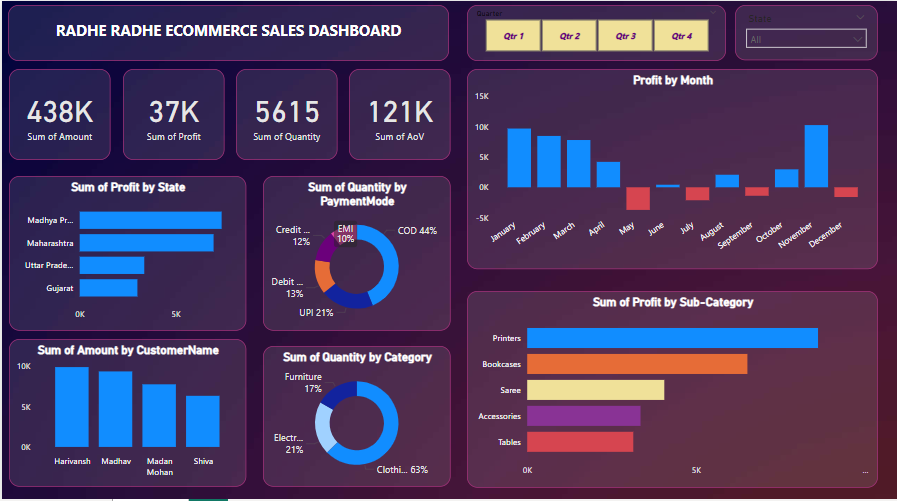 RADHE RADHE ECOMMERCE SALES DASHBOARD
Quarter
Qtr 1
Qtr 2
Qtr 3
Qtr 4
State
All
438K
Sum of Amount
37K
Sum of Profit
5615
Sum of Quantity
121K
Sum of AoV
Profit by Month
15K
10K
5K
0K
-5K
January
February
March
April
May
June
July
August
September
October
November
December
Sum of Profit by State
Madhya Pr...
Maharashtra
Uttar Prade...
Gujarat
0K
5K
Sum of Quantity by
PaymentMode
Credit ...
12%
EMI
10%
COD 44%
Debit ...
13%
UPI 21%
Sum of Profit by Sub-Category
Printers
Bookcases
Saree
Accessories
Tables
0K
5K
...
Sum of Amount by CustomerName
10K
5K
0K
Harivansh
Madhav
Madan
Mohan
Shiva
Sum of Quantity by Category
Furniture
17%
Electr...
21%
Clothi... 63%